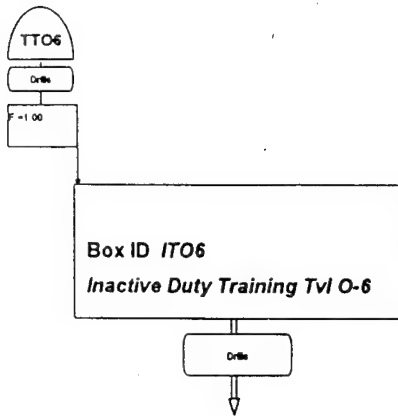 TTO6
Drills
F =1 00
Box ID ITO6
Inactive Duty Training Tvl O-6
Drills